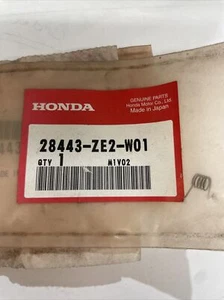 GENUINE PARTS
Honda Motor Co., Ltd.
Made in Japan
HONDA
28443-ZE2-W01
QTY 1 M1V02